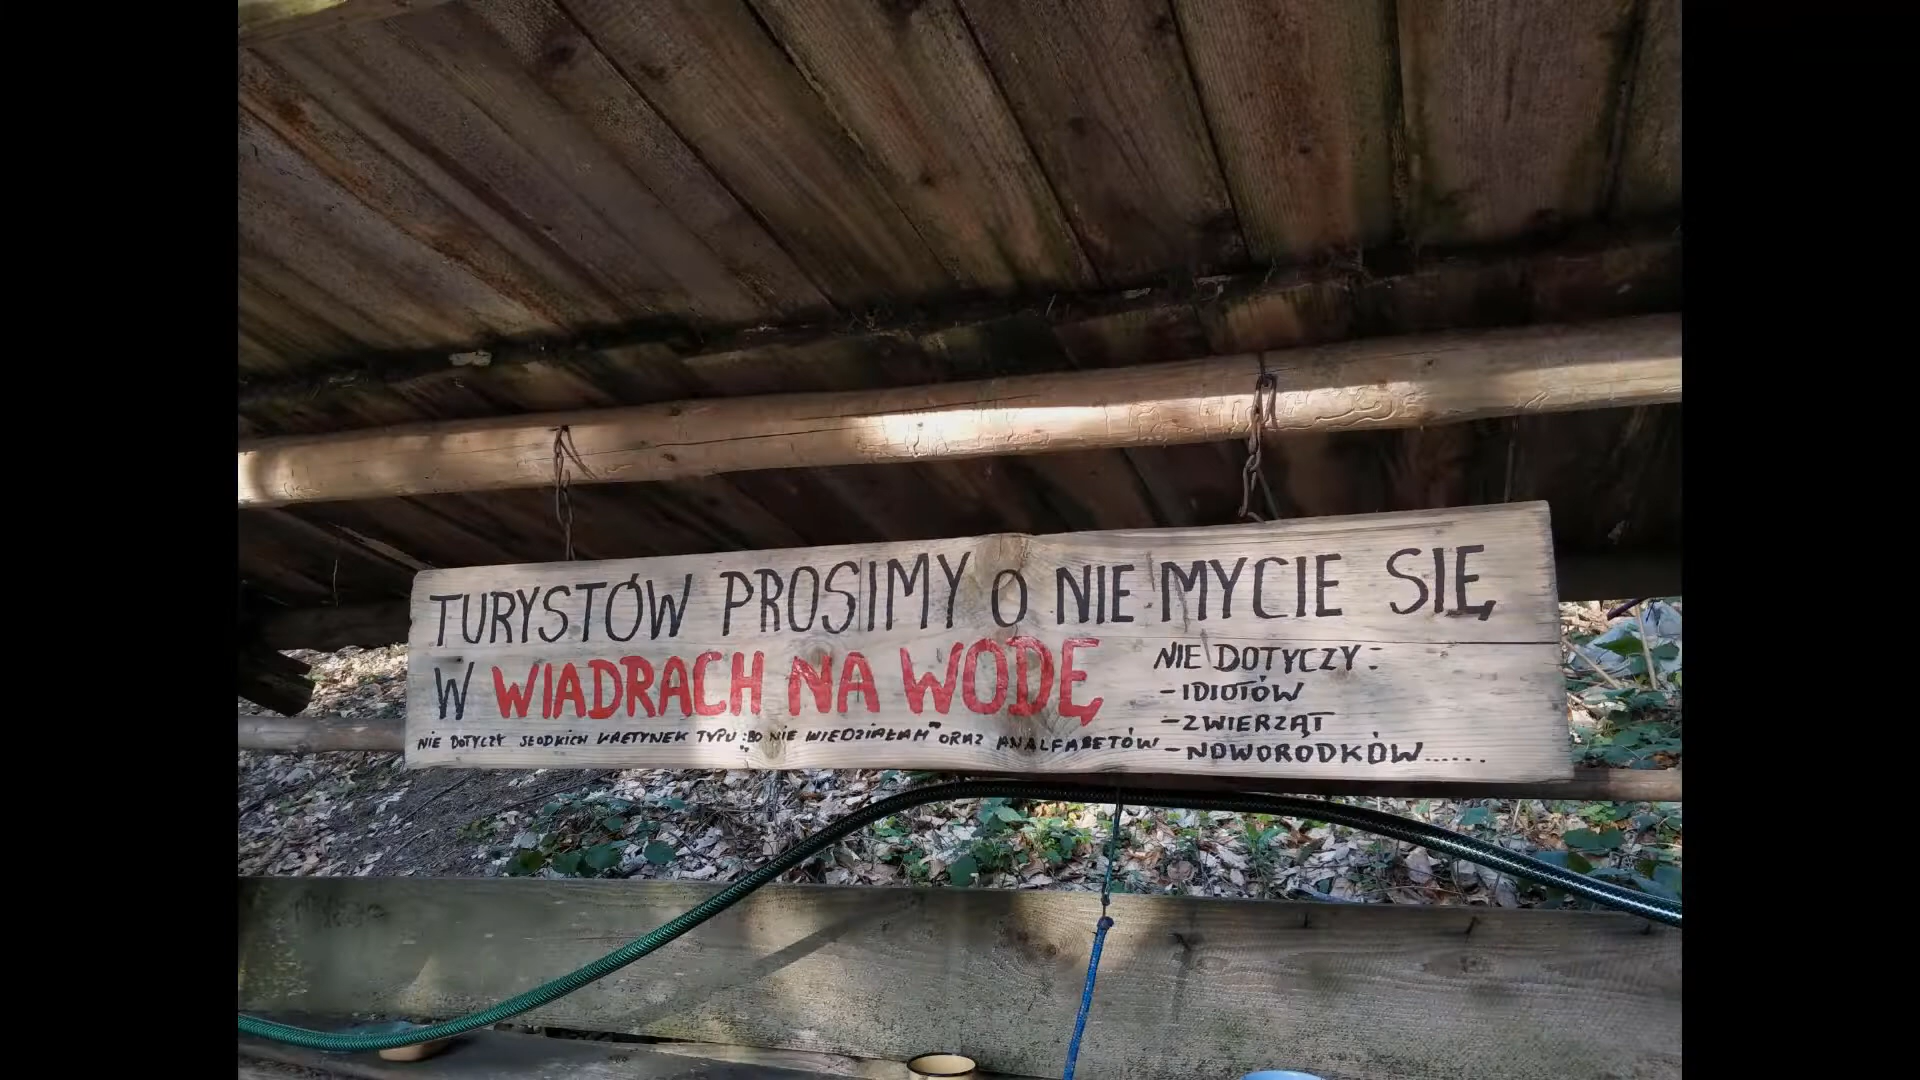 TURYSTÓW PROSIMY O NIE MYCIE SIĘ
W WIADRACH NA WODĘ
NIE DOTYCZY SŁODKICH KRETYNEK TYPU: „BO NIE WIEDZIAŁAM" ORAZ ANALFABETÓW
NIE DOTYCZY:
- IDIOTÓW
- ZWIERZĄT
- NOWORODKÓW......